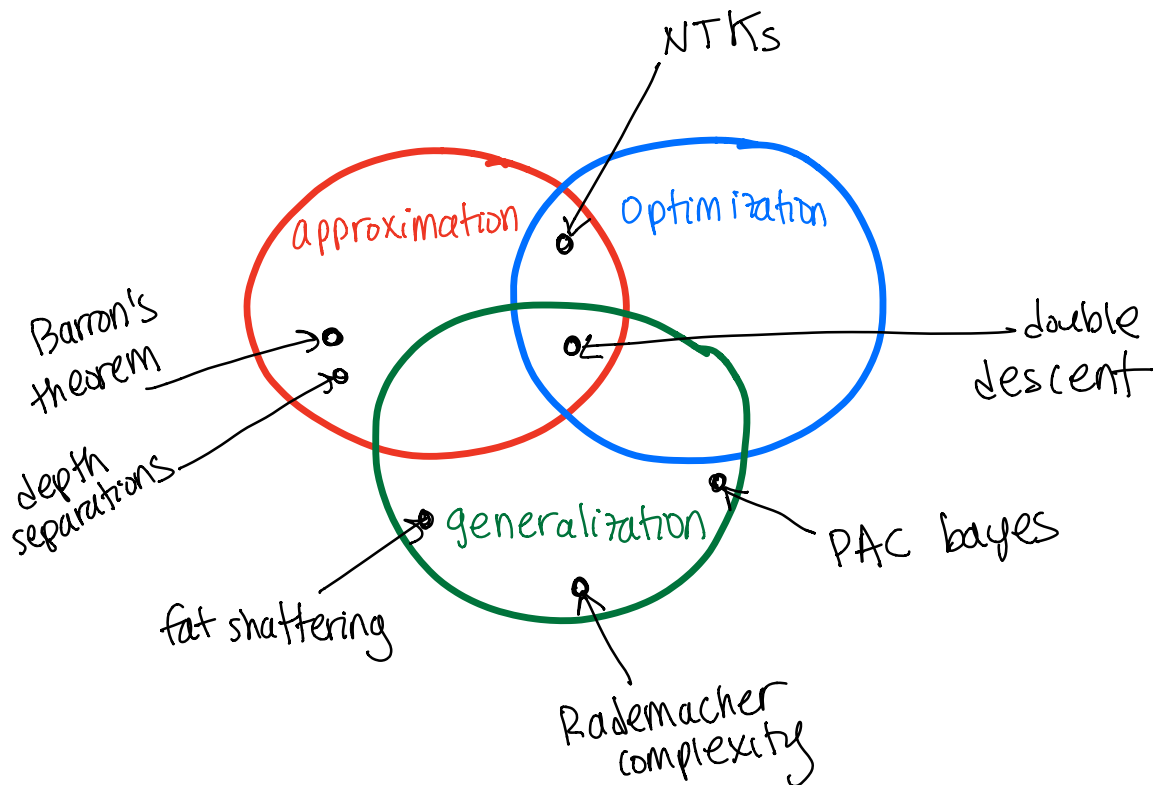 NTKs
approximation
optimization
Barron's
theorem
double
descent
depth
separations
generalization
PAC bayes
fat shattering
Rademacher
complexity